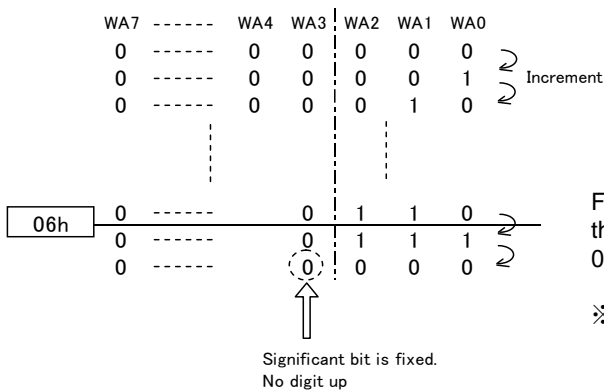 WA7 ------ WA4 WA3 WA2 WA1 WA0
0 ------ 0 0 0 0 0
0 ------ 0 0 0 0 1
0 ------ 0 0 0 1 0
Increment
06h
0 ------ 0 1 1 0
0 ------ 0 1 1 1
0 ------ 0 0 0 0
Significant bit is fixed.
No digit up
F
th
0
※